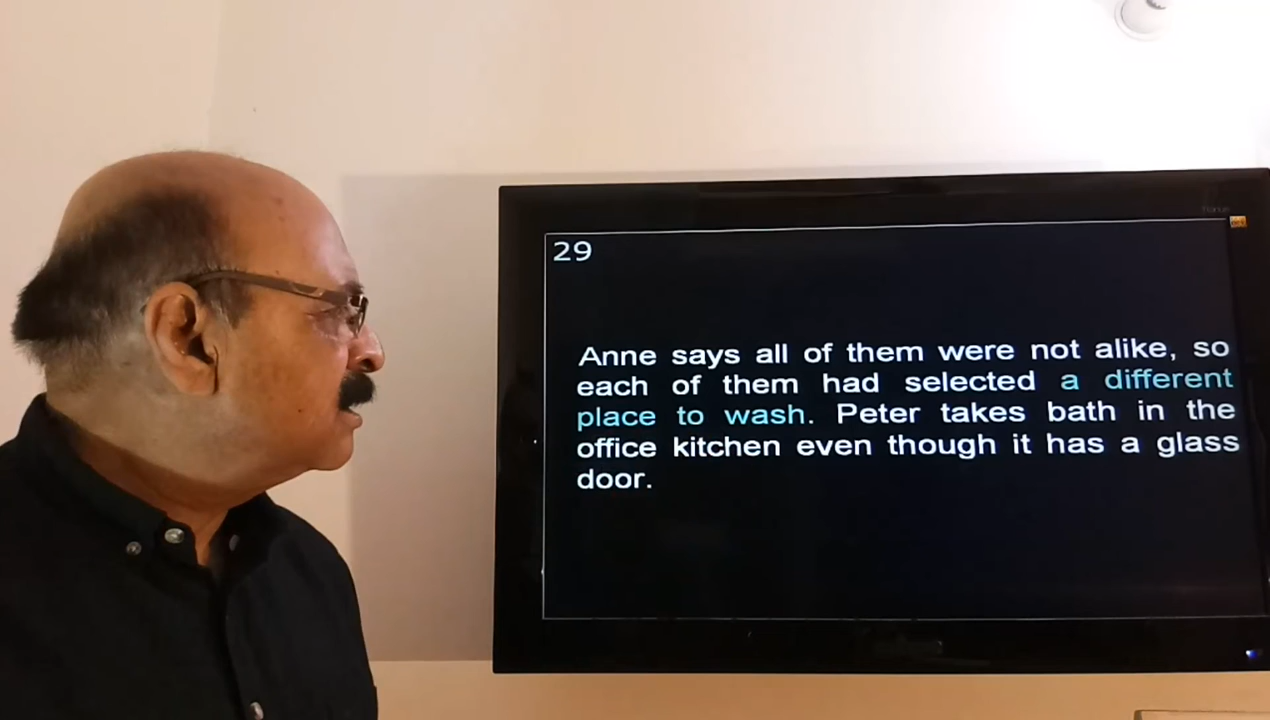 29
Anne says all of them were not alike, so
each of them had selected a different
place to wash. Peter takes bath in the
office kitchen even though it has a glass
door.